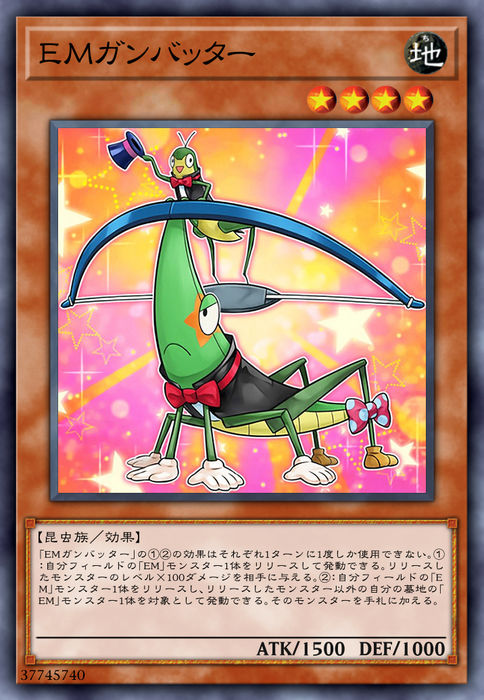 EMガンバッター
ち
地
【昆虫族／効果】
「EMガンバッター」の①②の効果はそれぞれ1ターンに1度しか使用できない。①
：自分フィールドの「EM」モンスター1体をリリースして発動できる。リリースし
たモンスターのレベル×100ダメージを相手に与える。②：自分フィールドの「E
M」モンスター1体をリリースし、リリースしたモンスター以外の自分の墓地の「
EM」モンスター1体を対象として発動できる。そのモンスターを手札に加える。
ATK/1500 DEF/1000
37745740